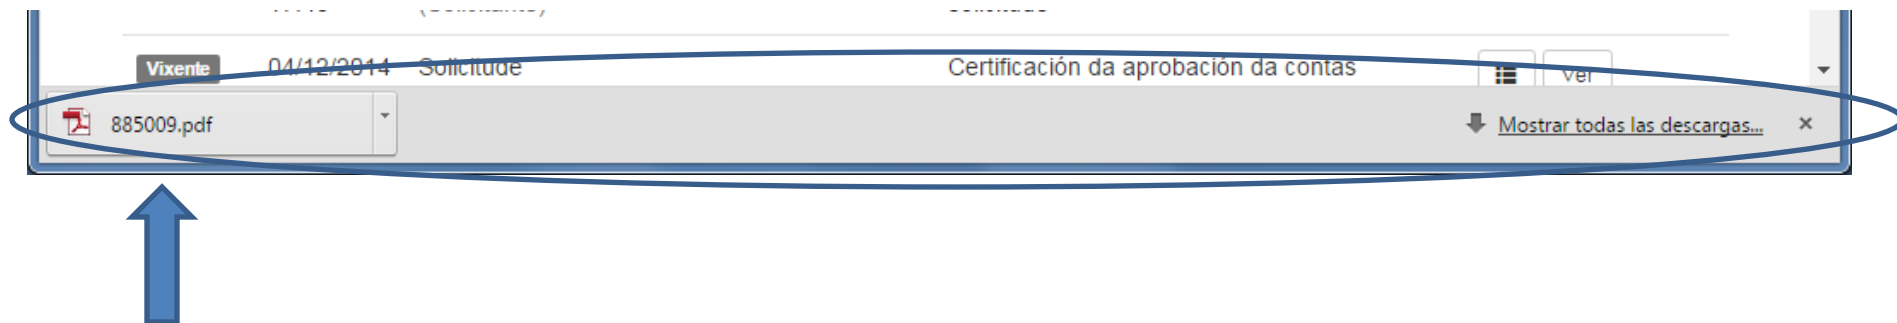 Vixente 04/12/2014 Solicitude Certificación da aprobación da contas Ver
885009.pdf Mostrar todas las descargas...